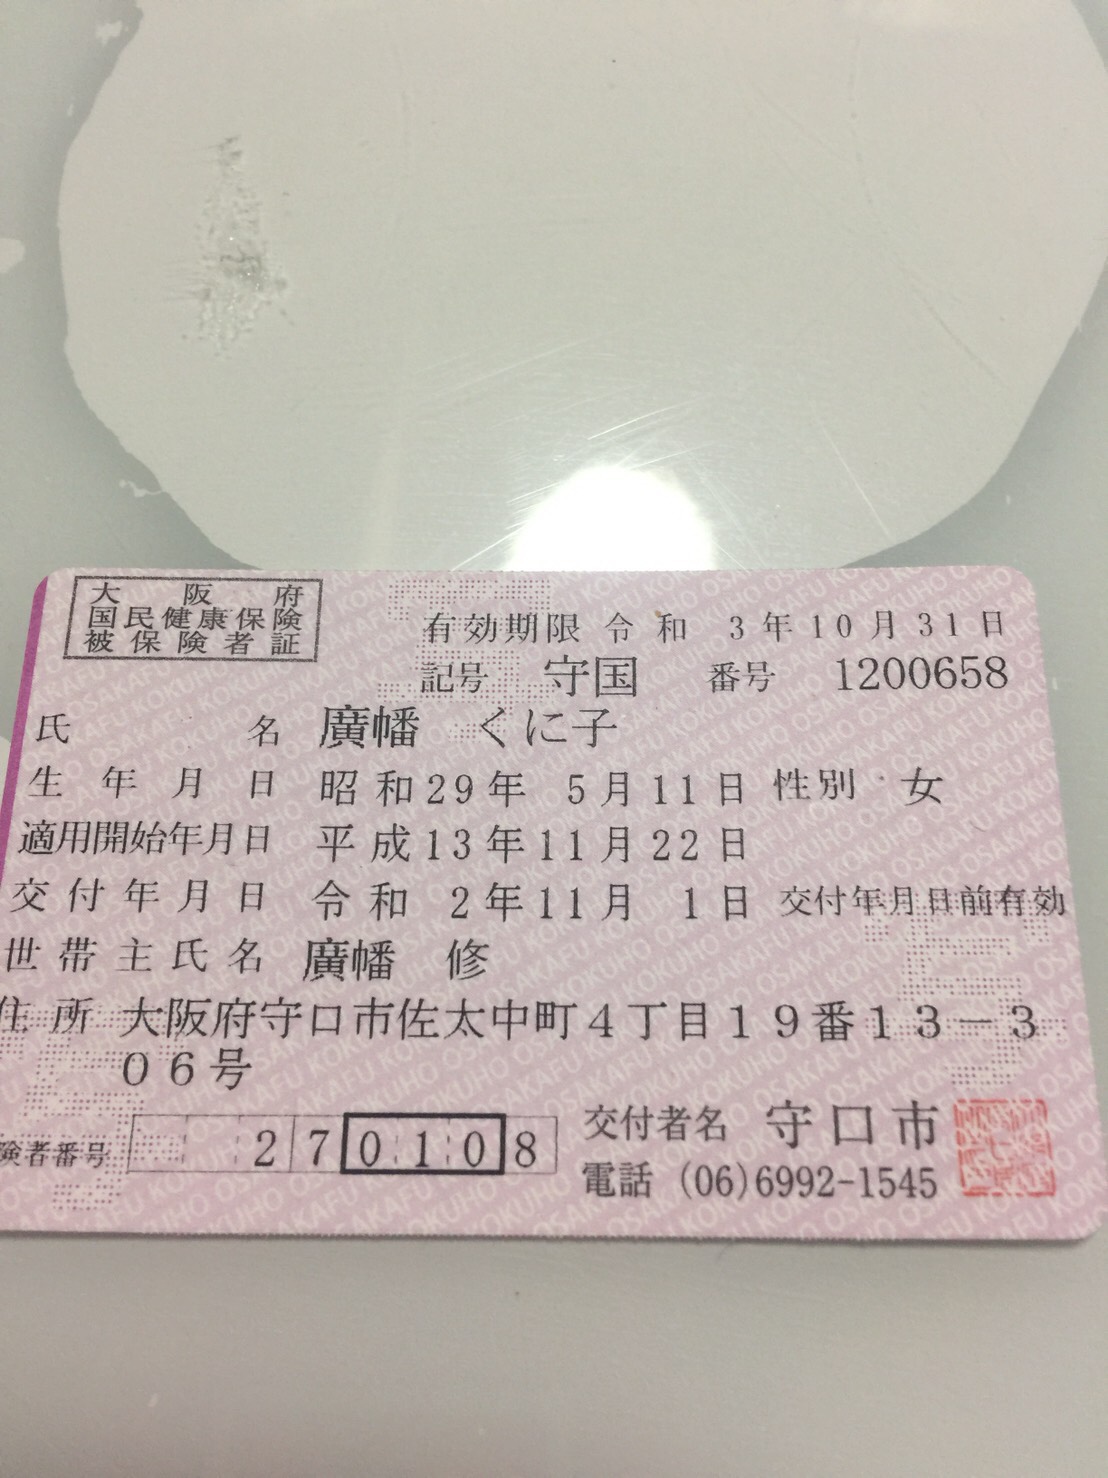 大阪府
国民健康保険
被保険者証
有効期限 令和 3年10月31日
記号 守国 番号 1200658
氏名 廣幡 くに子
生年月日 昭和29年 5月11日 性別 女
適用開始年月日 平成13年11月22日
交付年月日 令和 2年11月 1日 交付年月日前有効
世帯主氏名 廣幡 修
住所 大阪府守口市佐太中町4丁目19番13-3
06号
険者番号 270108
交付者名 守口市
電話 (06)6992-1545